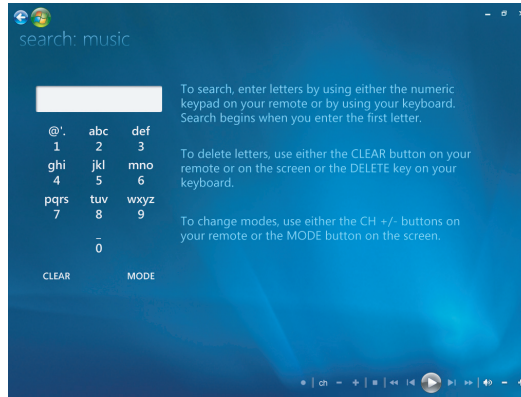 search: music
To search, enter letters by using either the numeric
keypad on your remote or by using your keyboard.
Search begins when you enter the first letter.
To delete letters, use either the CLEAR button on your
remote or on the screen or the DELETE key on your
keyboard.
To change modes, use either the CH +/- buttons on
your remote or the MODE button on the screen.
@'. abc def
1 2 3
ghi jkl mno
4 5 6
pqrs tuv wxyz
7 8 9
_
0
CLEAR MODE
ch - +